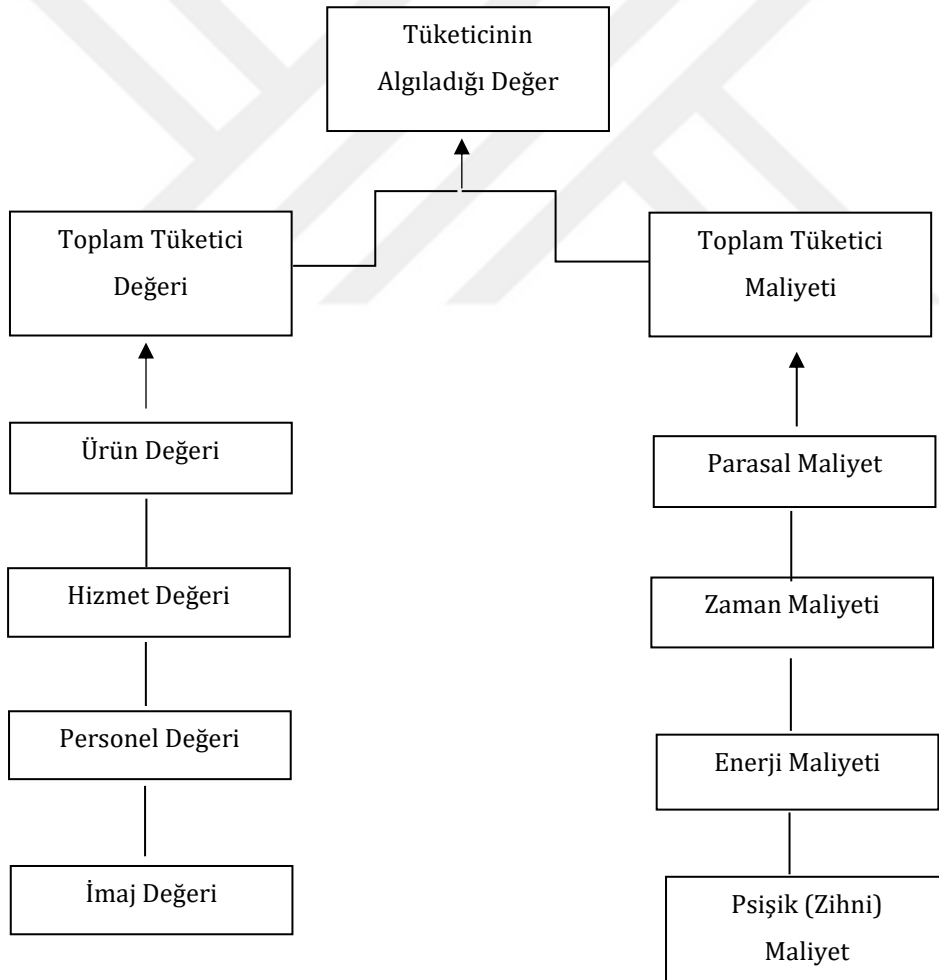 Tüketicinin
Algıladığı Değer
Toplam Tüketici
Değeri
Toplam Tüketici
Maliyeti
Ürün Değeri
Parasal Maliyet
Hizmet Değeri
Zaman Maliyeti
Personel Değeri
Enerji Maliyeti
İmaj Değeri
Psişik (Zihni)
Maliyet